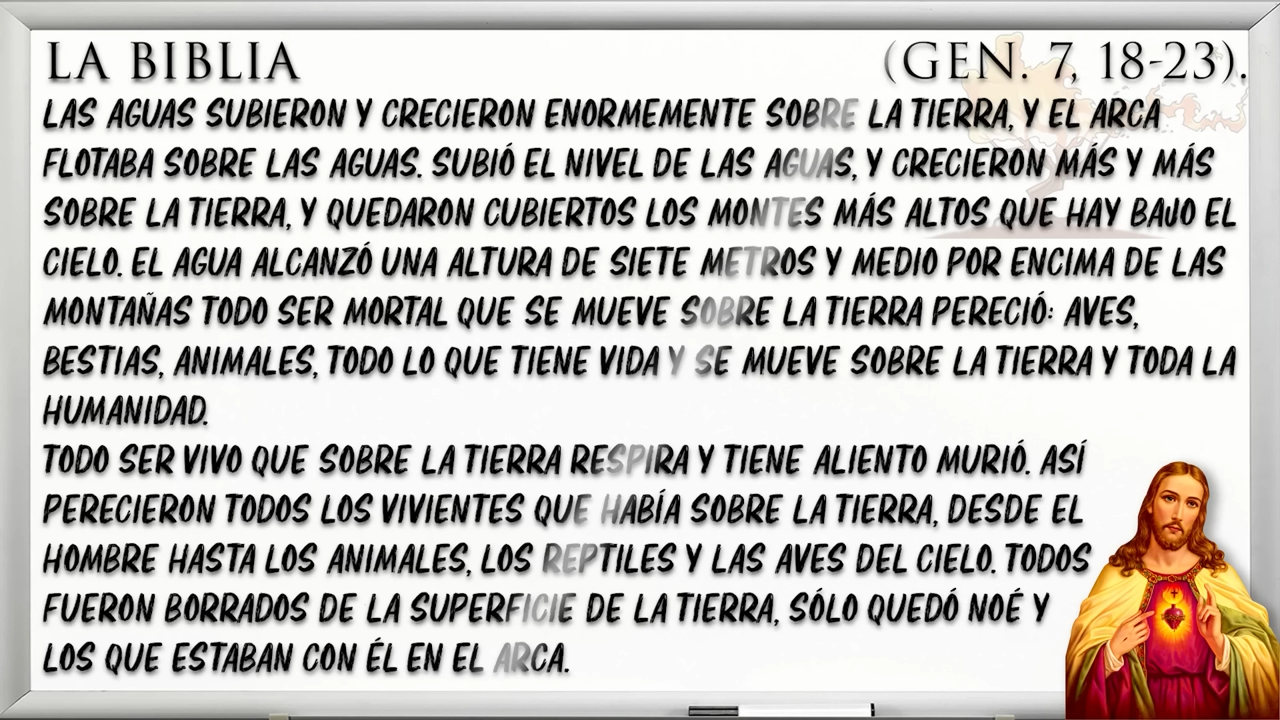 LA BIBLIA (GEN. 7, 18-23).
LAS AGUAS SUBIERON Y CRECIERON ENORMEMENTE SOBRE LA TIERRA, Y EL ARCA
FLOTABA SOBRE LAS AGUAS. SUBIÓ EL NIVEL DE LAS AGUAS, Y CRECIERON MÁS Y MÁS
SOBRE LA TIERRA, Y QUEDARON CUBIERTOS LOS MONTES MÁS ALTOS QUE HAY BAJO EL
CIELO. EL AGUA ALCANZÓ UNA ALTURA DE SIETE METROS Y MEDIO POR ENCIMA DE LAS
MONTAÑAS TODO SER MORTAL QUE SE MUEVE SOBRE LA TIERRA PERECIÓ: AVES,
BESTIAS, ANIMALES, TODO LO QUE TIENE VIDA Y SE MUEVE SOBRE LA TIERRA Y TODA LA
HUMANIDAD.
TODO SER VIVO QUE SOBRE LA TIERRA RESPIRA Y TIENE ALIENTO MURIÓ. ASÍ
PERECIERON TODOS LOS VIVIENTES QUE HABÍA SOBRE LA TIERRA, DESDE EL
HOMBRE HASTA LOS ANIMALES, LOS REPTILES Y LAS AVES DEL CIELO. TODOS
FUERON BORRADOS DE LA SUPERFICIE DE LA TIERRA, SÓLO QUEDÓ NOÉ Y
LOS QUE ESTABAN CON ÉL EN EL ARCA.